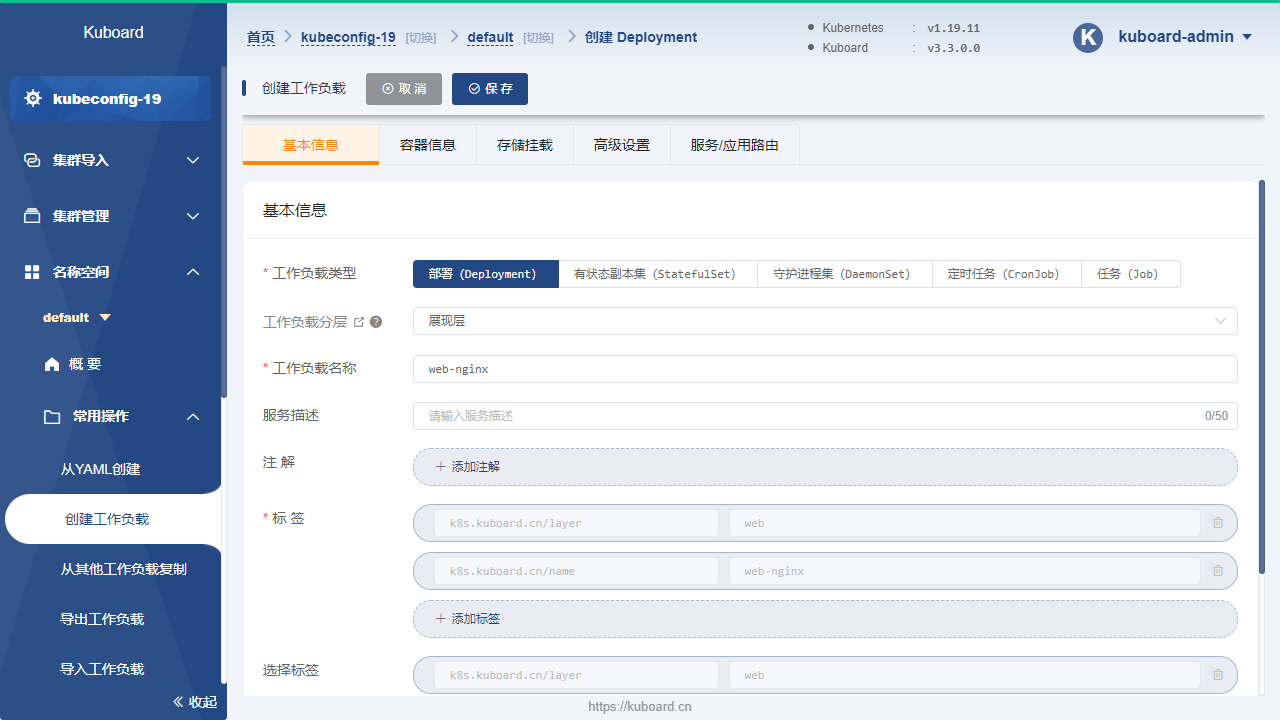 Kuboard
kubeconfig-19
集群导入
集群管理
名称空间
default
概 要
常用操作
从YAML创建
创建工作负载
从其他工作负载复制
导出工作负载
导入工作负载
收起
首页 kubeconfig-19 [切换] default [切换] 创建 Deployment
Kubernetes : v1.19.11
Kuboard : v3.3.0.0
K kuboard-admin
创建工作负载 取 消 保 存
基本信息 容器信息 存储挂载 高级设置 服务/应用路由
基本信息
* 工作负载类型 部署 (Deployment) 有状态副本集 (StatefulSet) 守护进程集 (DaemonSet) 定时任务 (CronJob) 任务 (Job)
工作负载分层 展现层
* 工作负载名称 web-nginx
服务描述 请输入服务描述 0/50
注 解 + 添加注解
* 标 签 k8s.kuboard.cn/layer web
k8s.kuboard.cn/name web-nginx
+ 添加标签
选择标签 k8s.kuboard.cn/layer web
https://kuboard.cn